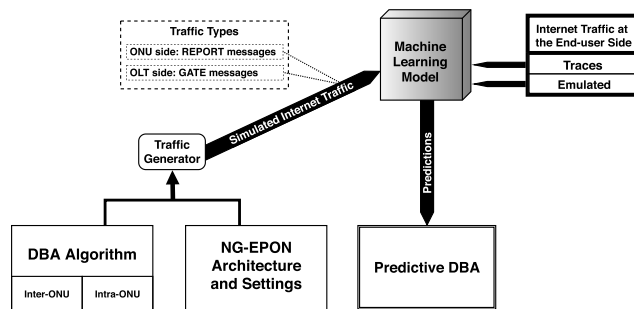 Traffic Types
ONU side: REPORT messages
OLT side: GATE messages
Machine
Learning
Model
Internet Traffic at
the End-user Side
Traces
Emulated
Simulated Internet Traffic
Traffic
Generator
Predictions
DBA Algorithm
Inter-ONU
Intra-ONU
NG-EPON
Architecture
and Settings
Predictive DBA